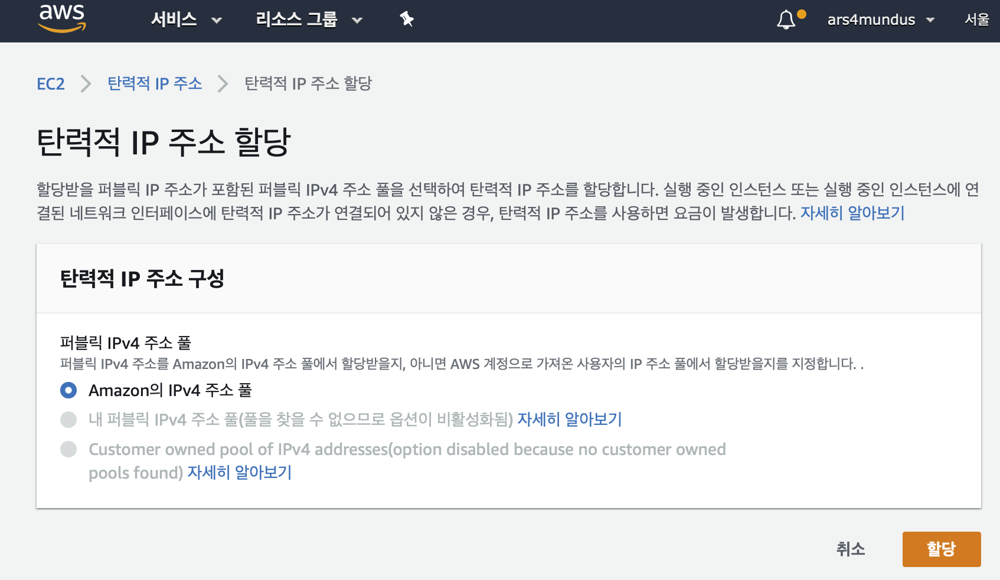 aws
서비스
리소스 그룹
ars4mundus
서울
EC2
탄력적 IP 주소
탄력적 IP 주소 할당
탄력적 IP 주소 할당
할당받을 퍼블릭 IP 주소가 포함된 퍼블릭 IPv4 주소 풀을 선택하여 탄력적 IP 주소를 할당합니다. 실행 중인 인스턴스 또는 실행 중인 인스턴스에 연
결된 네트워크 인터페이스에 탄력적 IP 주소가 연결되어 있지 않은 경우, 탄력적 IP 주소를 사용하면 요금이 발생합니다. 자세히 알아보기
탄력적 IP 주소 구성
퍼블릭 IPv4 주소 풀
퍼블릭 IPv4 주소를 Amazon의 IPv4 주소 풀에서 할당받을지, 아니면 AWS 계정으로 가져온 사용자의 IP 주소 풀에서 할당받을지를 지정합니다. .
Amazon의 IPv4 주소 풀
내 퍼블릭 IPv4 주소 풀(풀을 찾을 수 없으므로 옵션이 비활성화됨) 자세히 알아보기
Customer owned pool of IPv4 addresses(option disabled because no customer owned
pools found) 자세히 알아보기
취소
할당